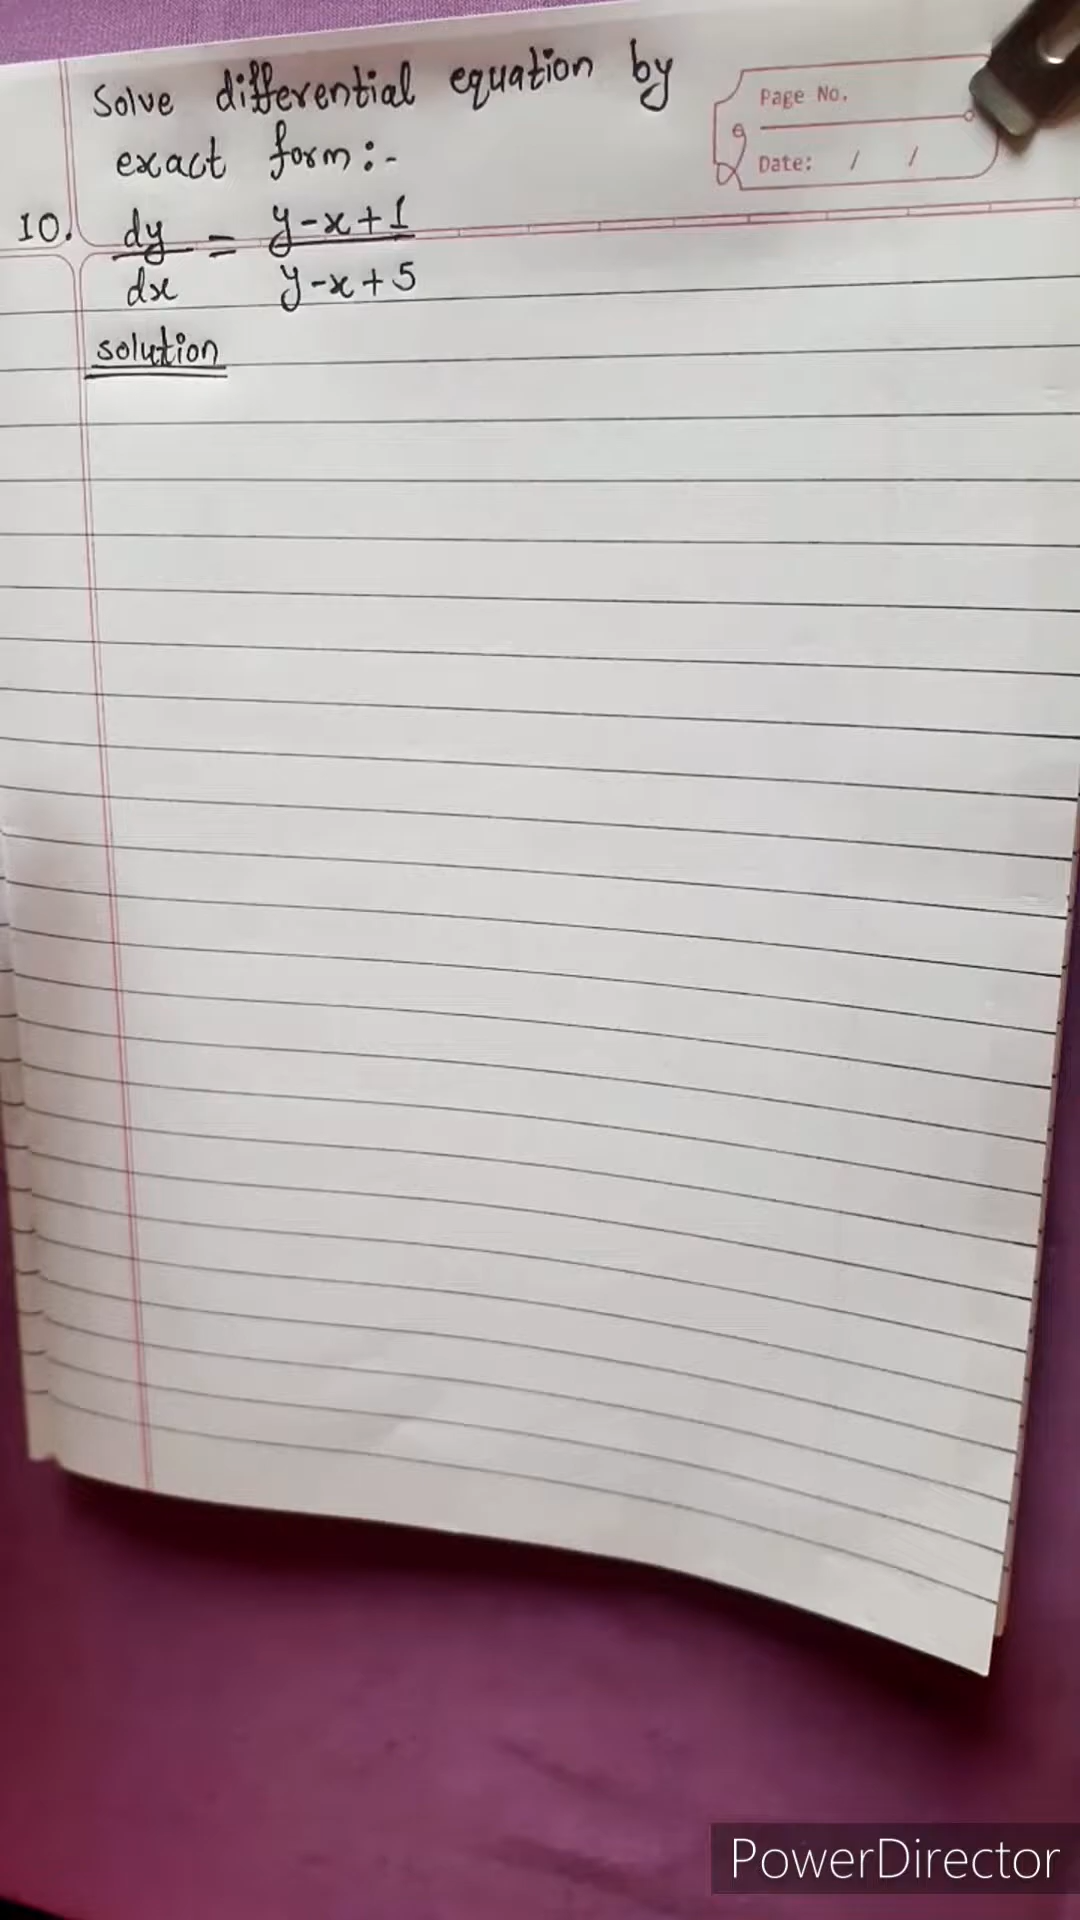 Solve differential equation by
exact form:-
Page No.
Date: / /
10. dy/dx = y-x+1/y-x+5
solution
PowerDirector